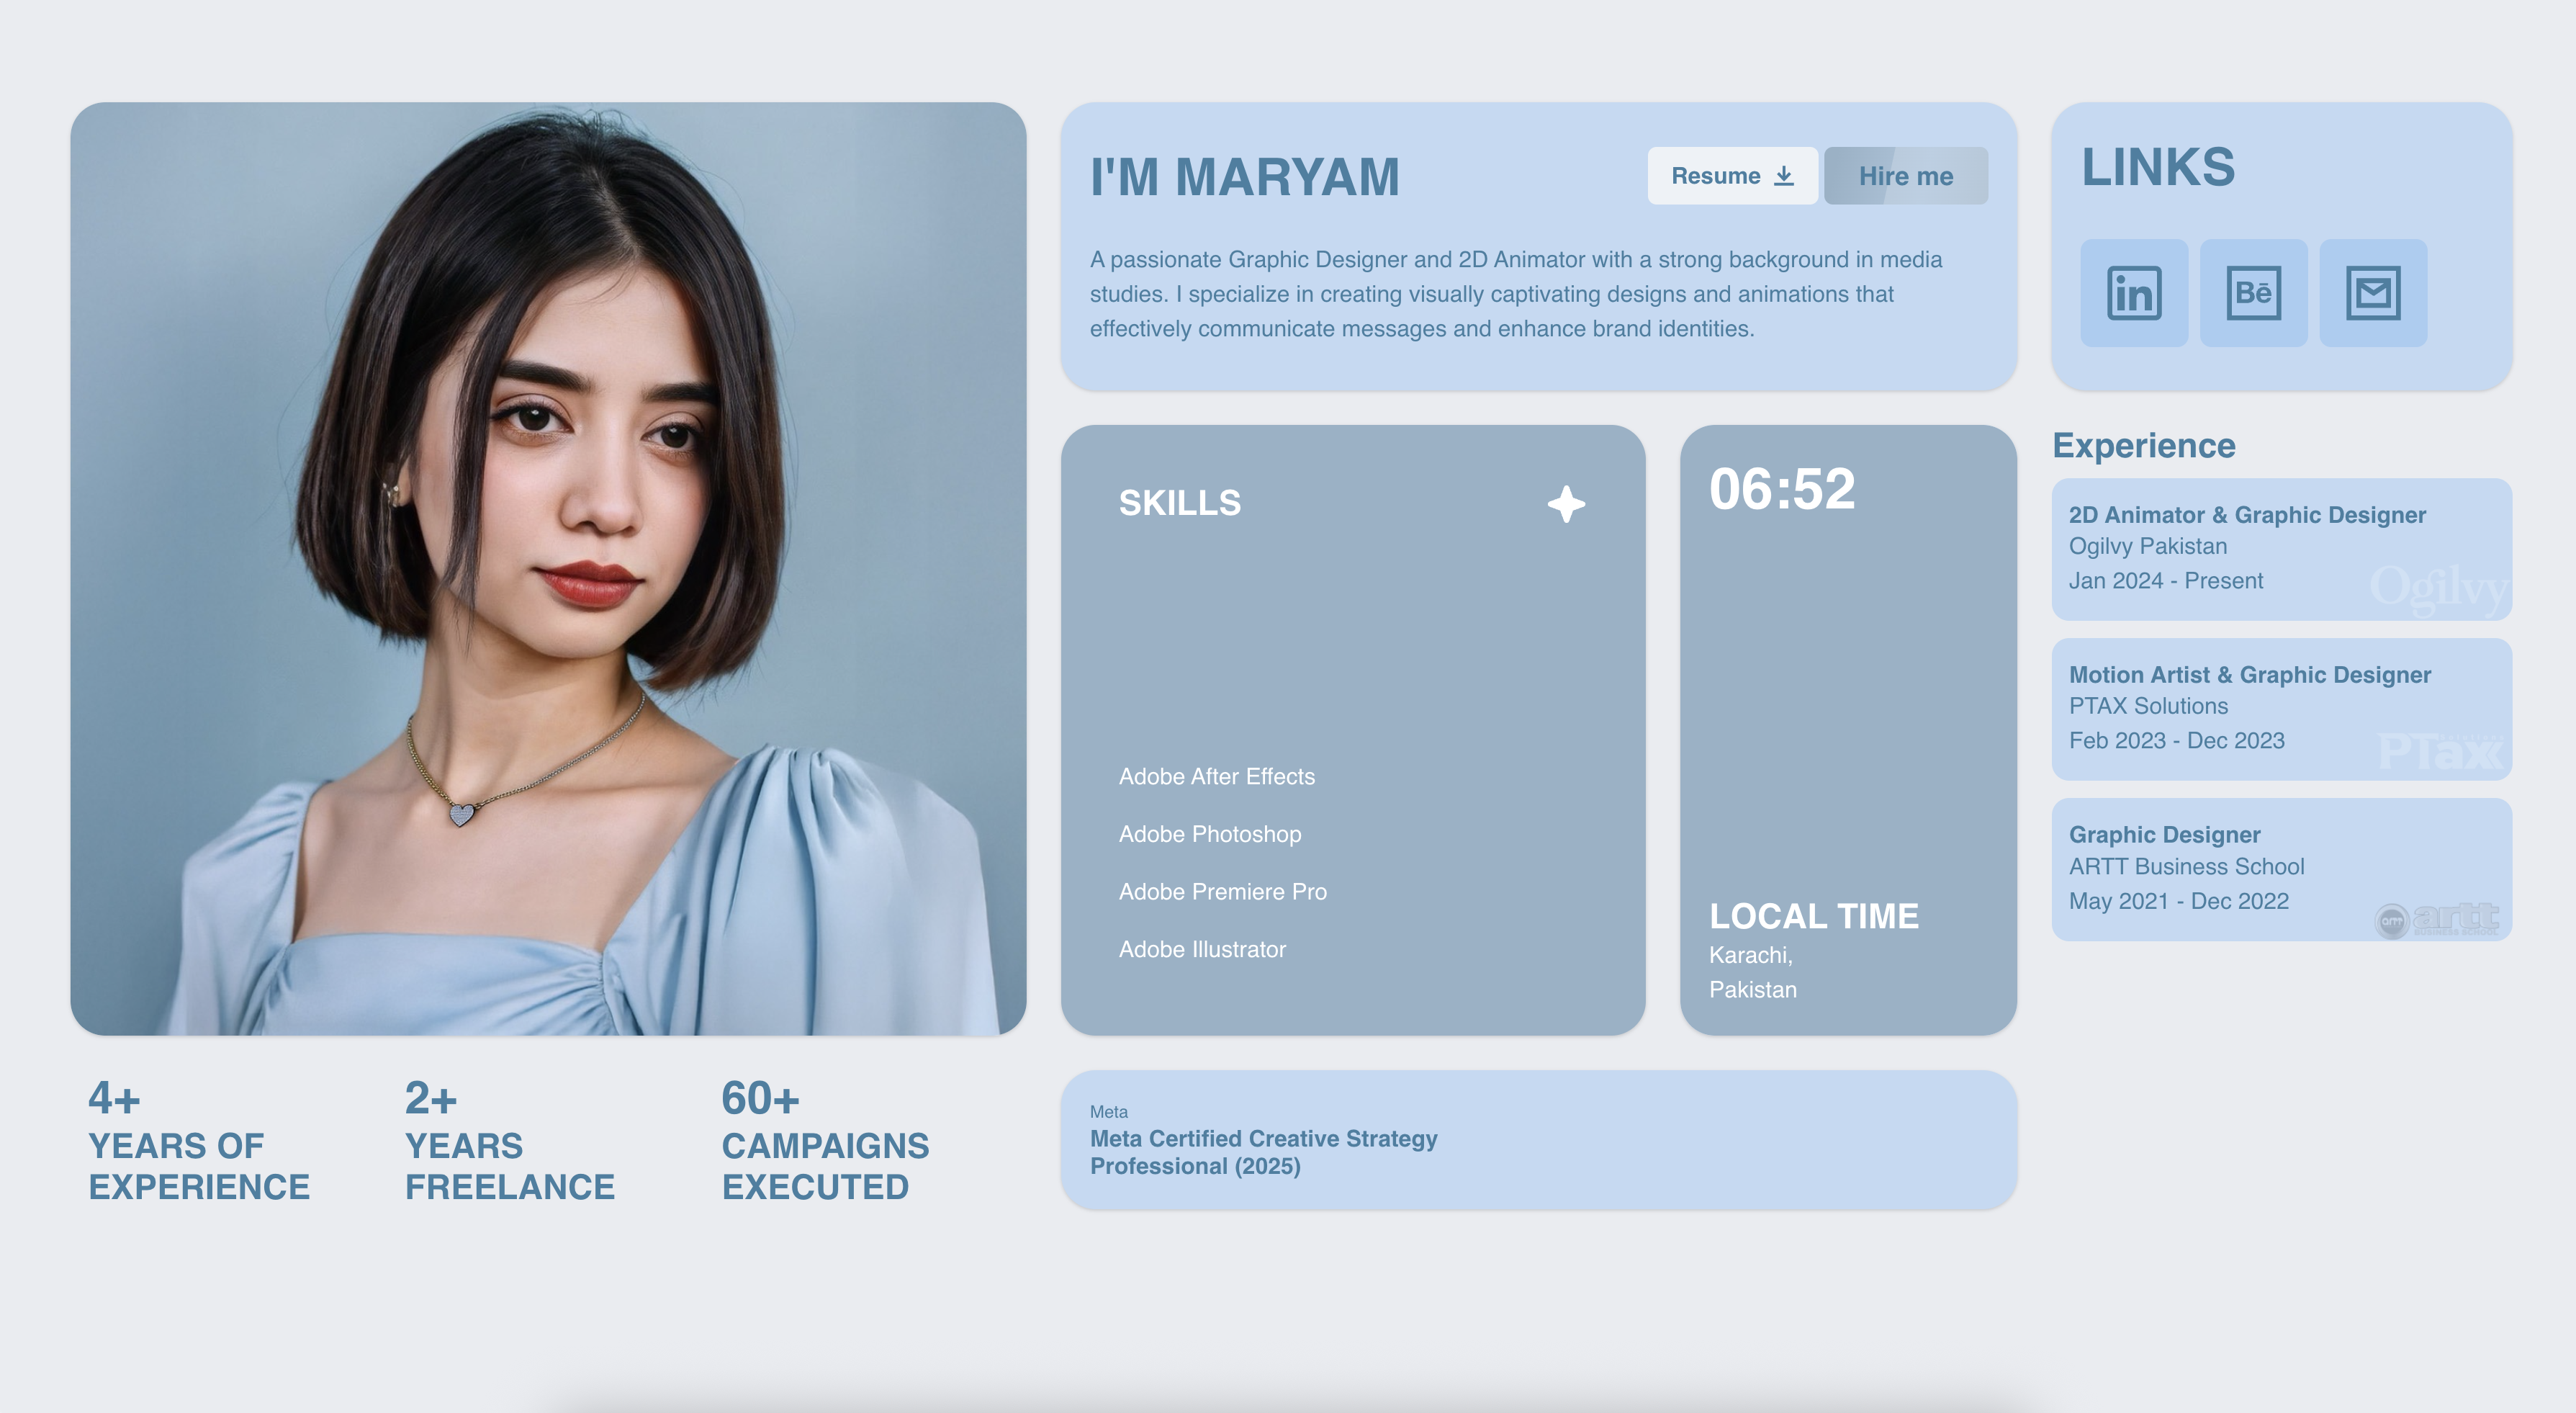 I'M MARYAM
Resume
Hire me
A passionate Graphic Designer and 2D Animator with a strong background in media
studies. I specialize in creating visually captivating designs and animations that
effectively communicate messages and enhance brand identities.
LINKS
in
Bē
SKILLS
Adobe After Effects
Adobe Photoshop
Adobe Premiere Pro
Adobe Illustrator
06:52
LOCAL TIME
Karachi,
Pakistan
Experience
2D Animator & Graphic Designer
Ogilvy Pakistan
Jan 2024 - Present
Ogilvy
Motion Artist & Graphic Designer
PTAX Solutions
Feb 2023 - Dec 2023
PTax
Graphic Designer
ARTT Business School
May 2021 - Dec 2022
artt
artt
BUSINESS SCHOOL
4+
YEARS OF
EXPERIENCE
2+
YEARS
FREELANCE
60+
CAMPAIGNS
EXECUTED
Meta
Meta Certified Creative Strategy
Professional (2025)